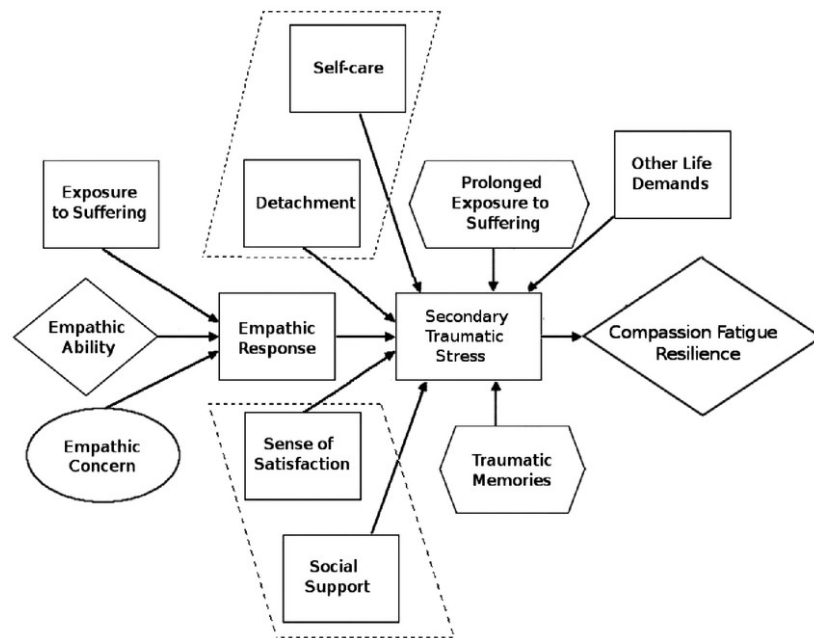 Self-care
Exposure
to Suffering
Detachment
Prolonged
Exposure to
Suffering
Other Life
Demands
Empathic
Ability
Empathic
Response
Secondary
Traumatic
Stress
Compassion Fatigue
Resilience
Empathic
Concern
Sense of
Satisfaction
Traumatic
Memories
Social
Support